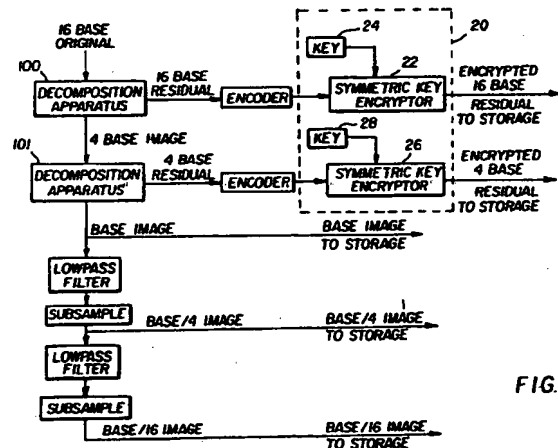 16 BASE
ORIGINAL
100
DECOMPOSITION
APPARATUS
16 BASE
RESIDUAL
ENCODER
24
KEY
20
22
SYMMETRIC KEY
ENCRYPTOR
ENCRYPTED
16 BASE
RESIDUAL
TO STORAGE
4 BASE IMAGE
101
DECOMPOSITION
APPARATUS'
4 BASE
RESIDUAL
ENCODER
28
KEY
26
SYMMETRIC KEY
ENCRYPTOR'
ENCRYPTED
4 BASE
RESIDUAL
TO STORAGE
BASE IMAGE
BASE IMAGE
TO STORAGE
LOWPASS
FILTER
SUBSAMPLE
BASE/4 IMAGE
BASE/4 IMAGE
TO STORAGE
LOWPASS
FILTER
SUBSAMPLE
BASE/16 IMAGE
BASE/16 IMAGE
TO STORAGE
FIG.